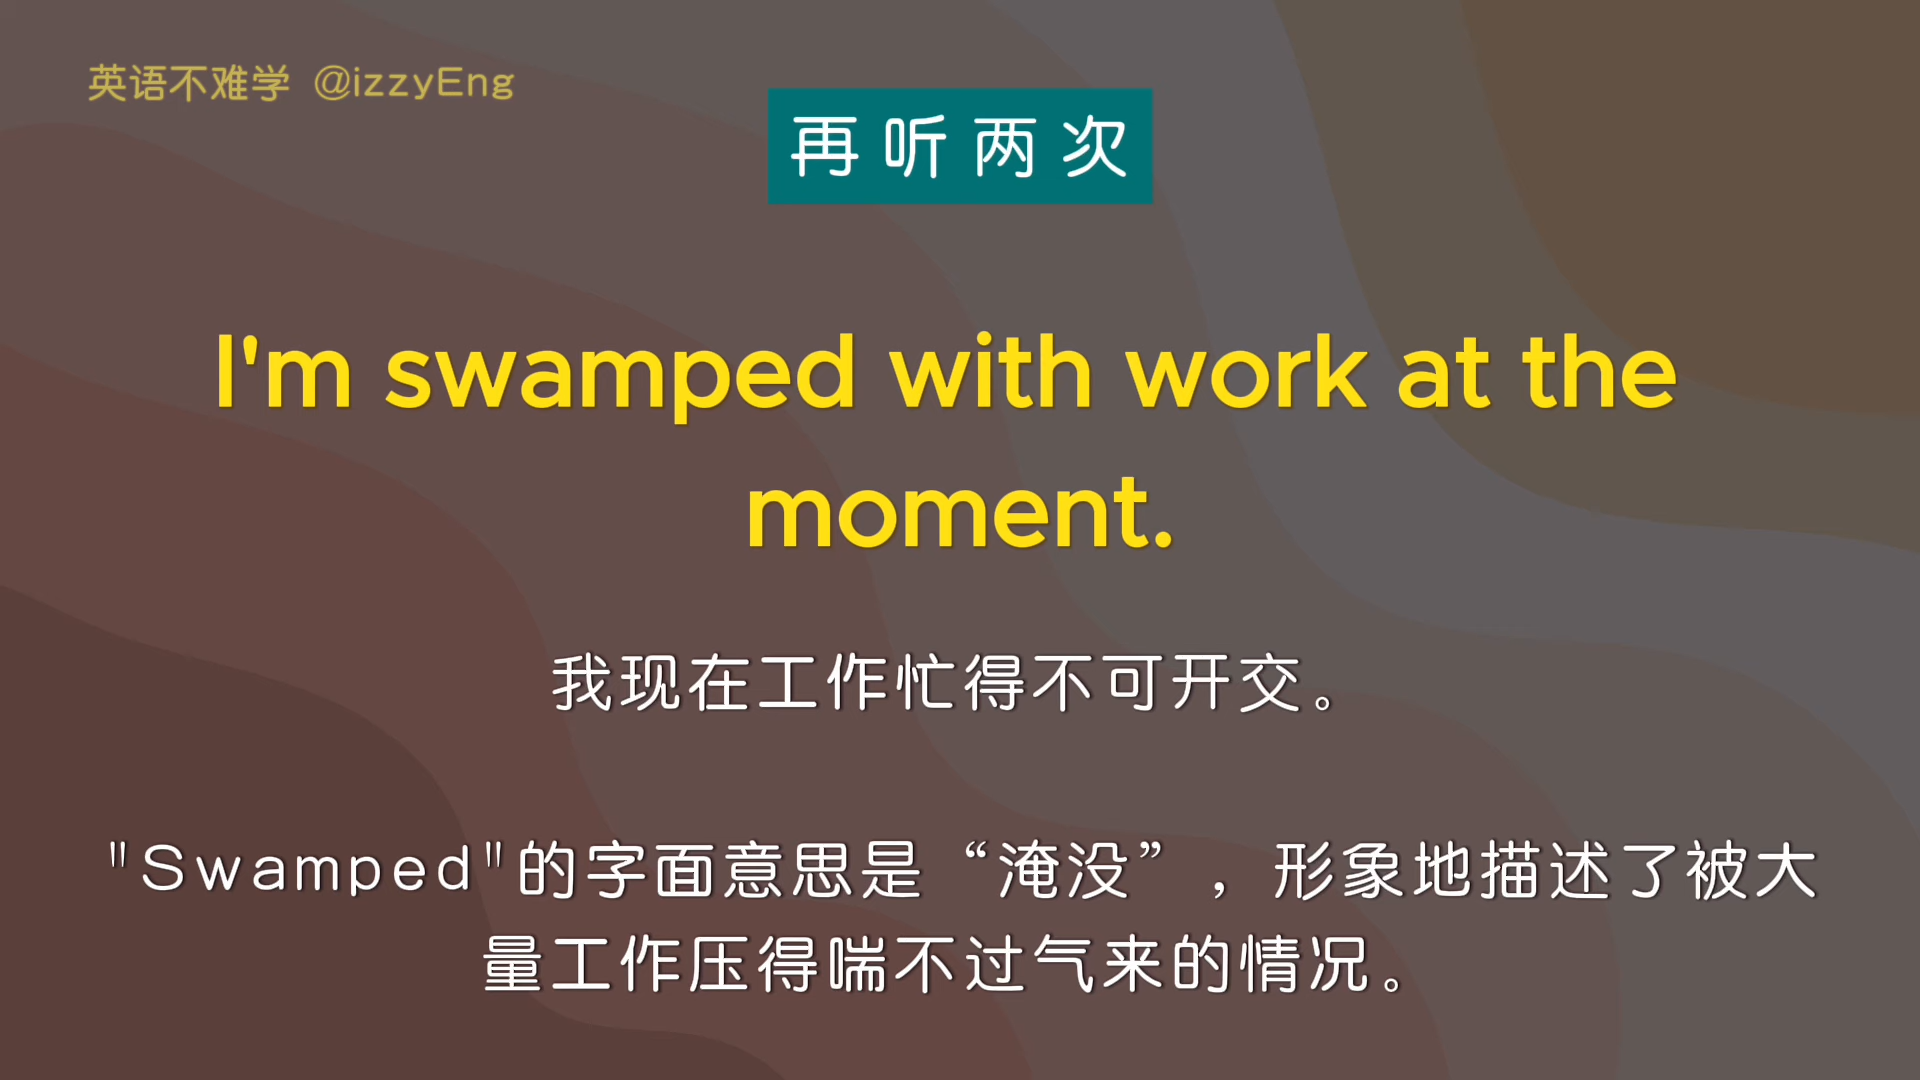 英语不难学 @izzyEng
再听两次
I'm swamped with work at the
moment.
我现在工作忙得不可开交。
"Swamped"的字面意思是“淹没”，形象地描述了被大
量工作压得喘不过气来的情况。